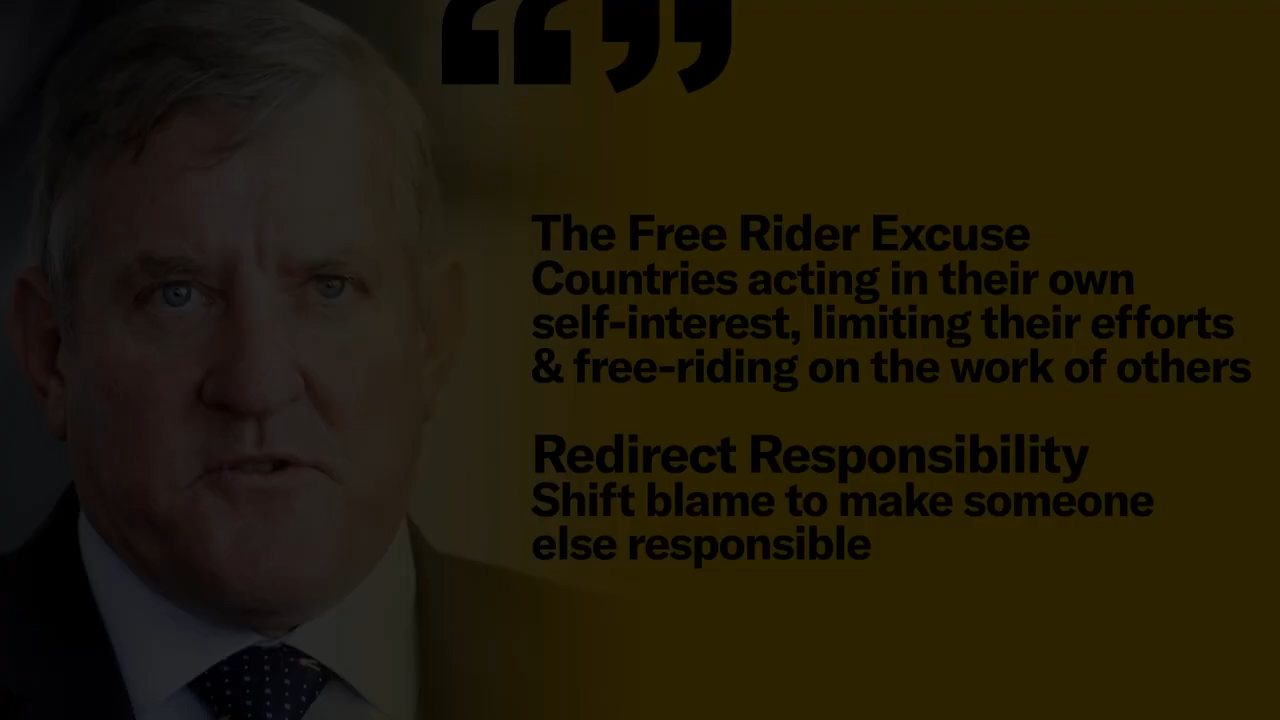 “”
The Free Rider Excuse
Countries acting in their own
self-interest, limiting their efforts
& free-riding on the work of others
Redirect Responsibility
Shift blame to make someone
else responsible